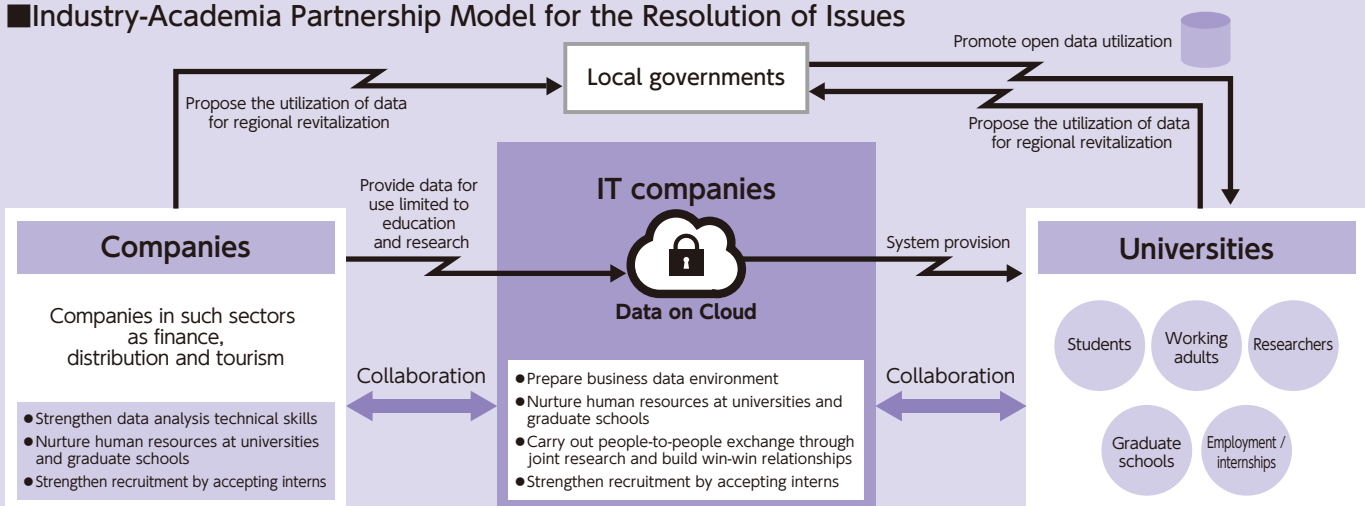 ■Industry-Academia Partnership Model for the Resolution of Issues
Promote open data utilization
Local governments
Propose the utilization of data
for regional revitalization
Propose the utilization of data
for regional revitalization
Companies
Companies in such sectors
as finance,
distribution and tourism
●Strengthen data analysis technical skills
●Nurture human resources at universities
and graduate schools
●Strengthen recruitment by accepting interns
Provide data for
use limited to
education
and research
Collaboration
IT companies
Data on Cloud
●Prepare business data environment
●Nurture human resources at universities and
graduate schools
●Carry out people-to-people exchange through
joint research and build win-win relationships
●Strengthen recruitment by accepting interns
System provision
Collaboration
Universities
Students
Working
adults
Researchers
Graduate
schools
Employment /
internships